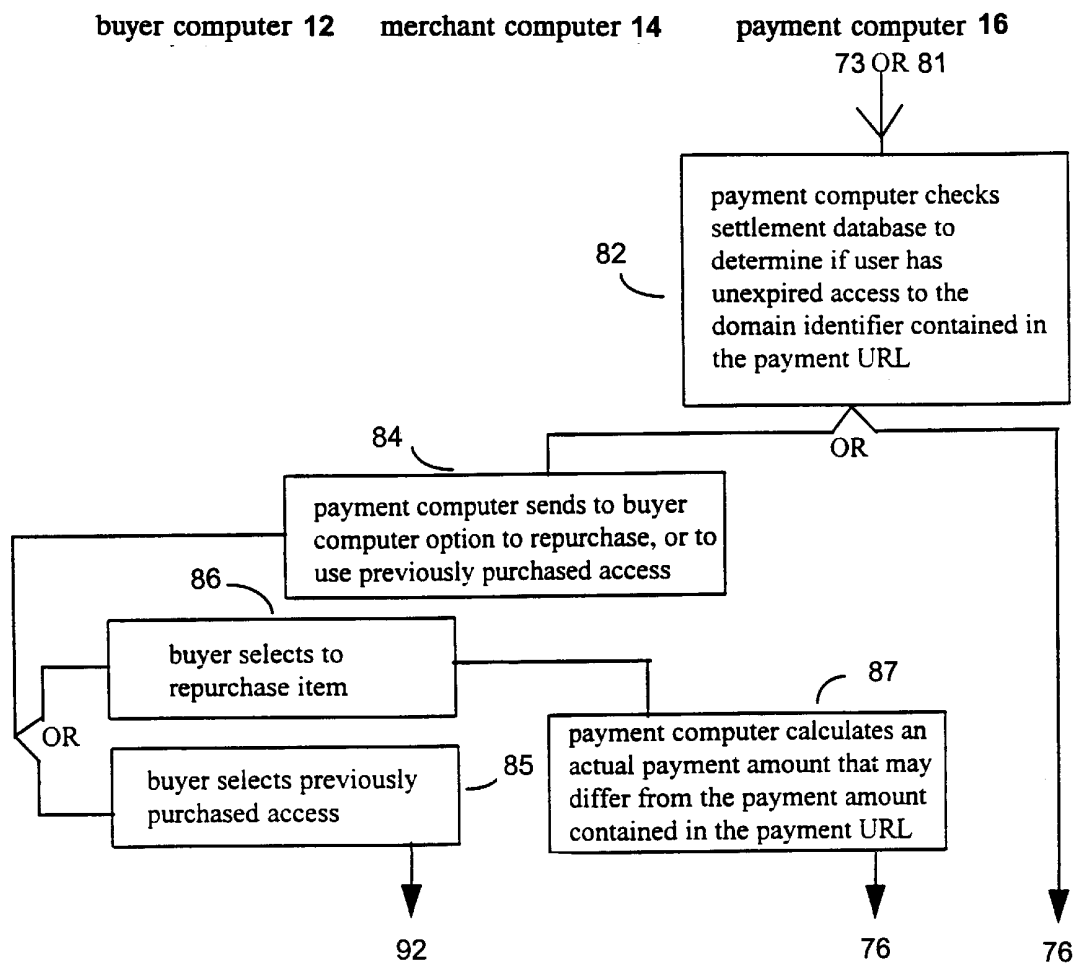 buyer computer 12 merchant computer 14 payment computer 16
73 OR 81
payment computer checks
settlement database to
determine if user has
unexpired access to the
domain identifier contained in
the payment URL
82
OR
84
payment computer sends to buyer
computer option to repurchase, or to
use previously purchased access
86
buyer selects to
repurchase item
87
OR
payment computer calculates an
actual payment amount that may
differ from the payment amount
contained in the payment URL
85
buyer selects previously
purchased access
92
76
76